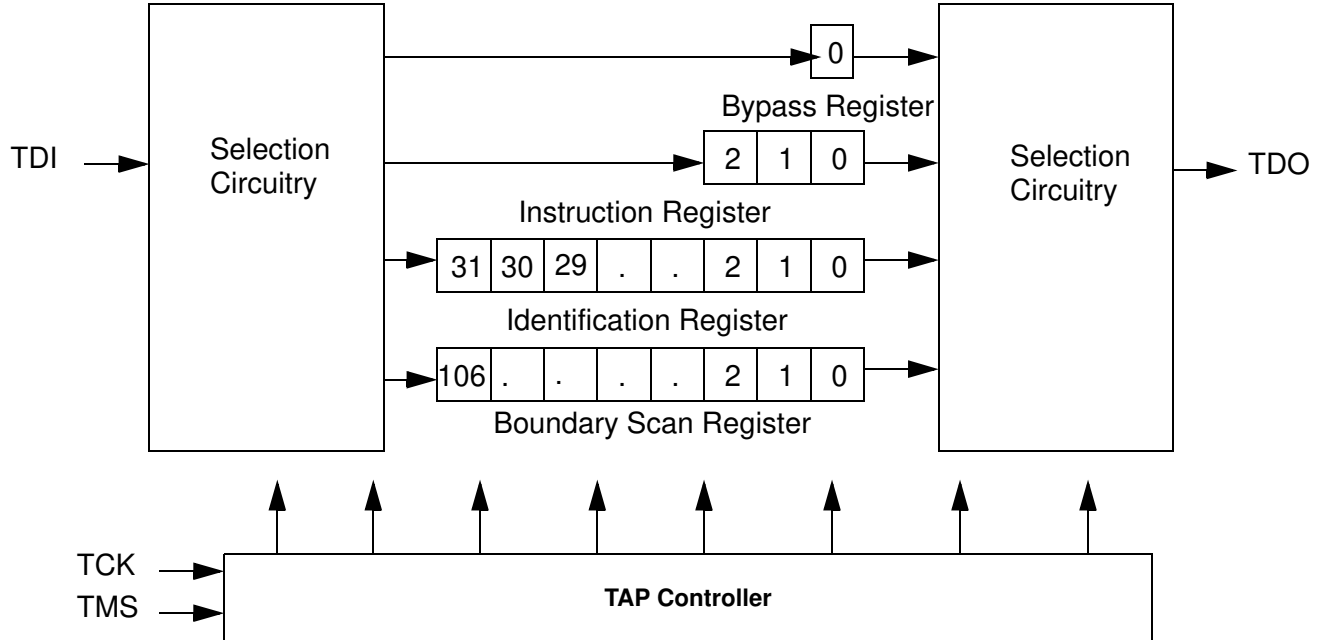 0
Bypass Register
TDI
Selection
Circuitry
2 1 0
Selection
Circuitry
TDO
Instruction Register
31 30 29 . . 2 1 0
Identification Register
106 . . . . 2 1 0
Boundary Scan Register
TCK
TMS
TAP Controller